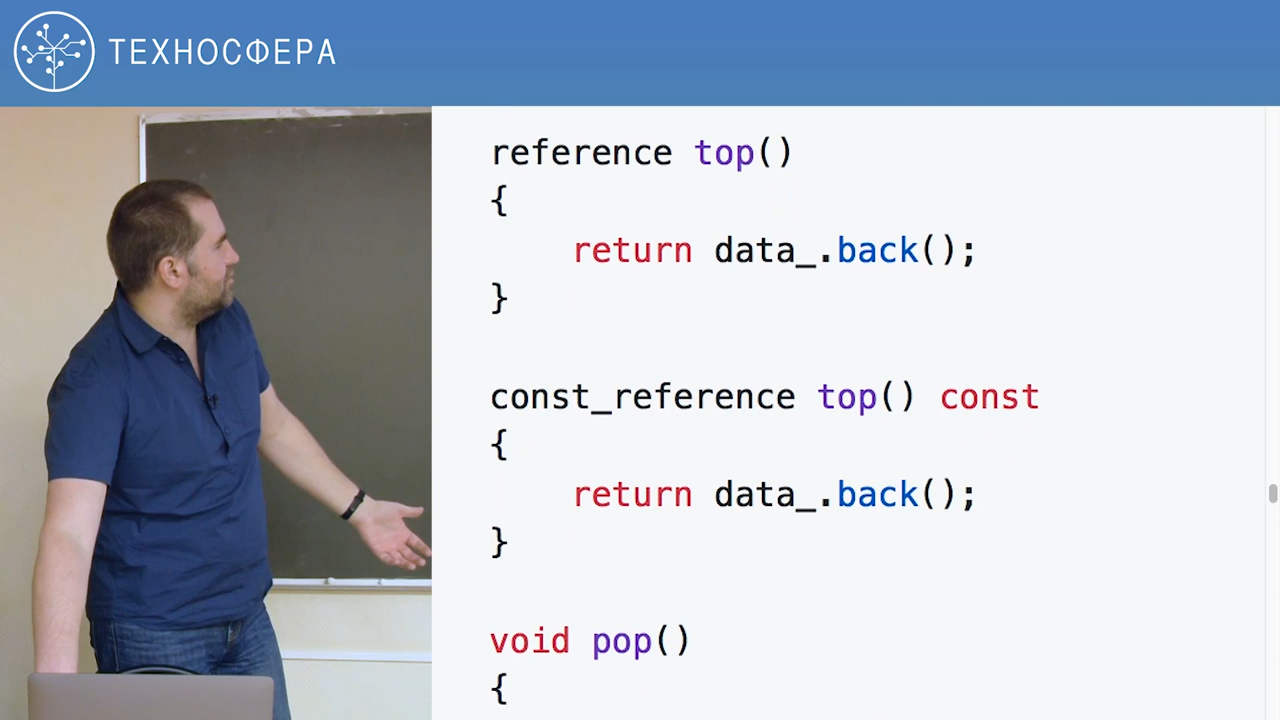 ТЕХНОСФЕРА
reference top()
{
    return data_.back();
}
const_reference top() const
{
    return data_.back();
}
void pop()
{